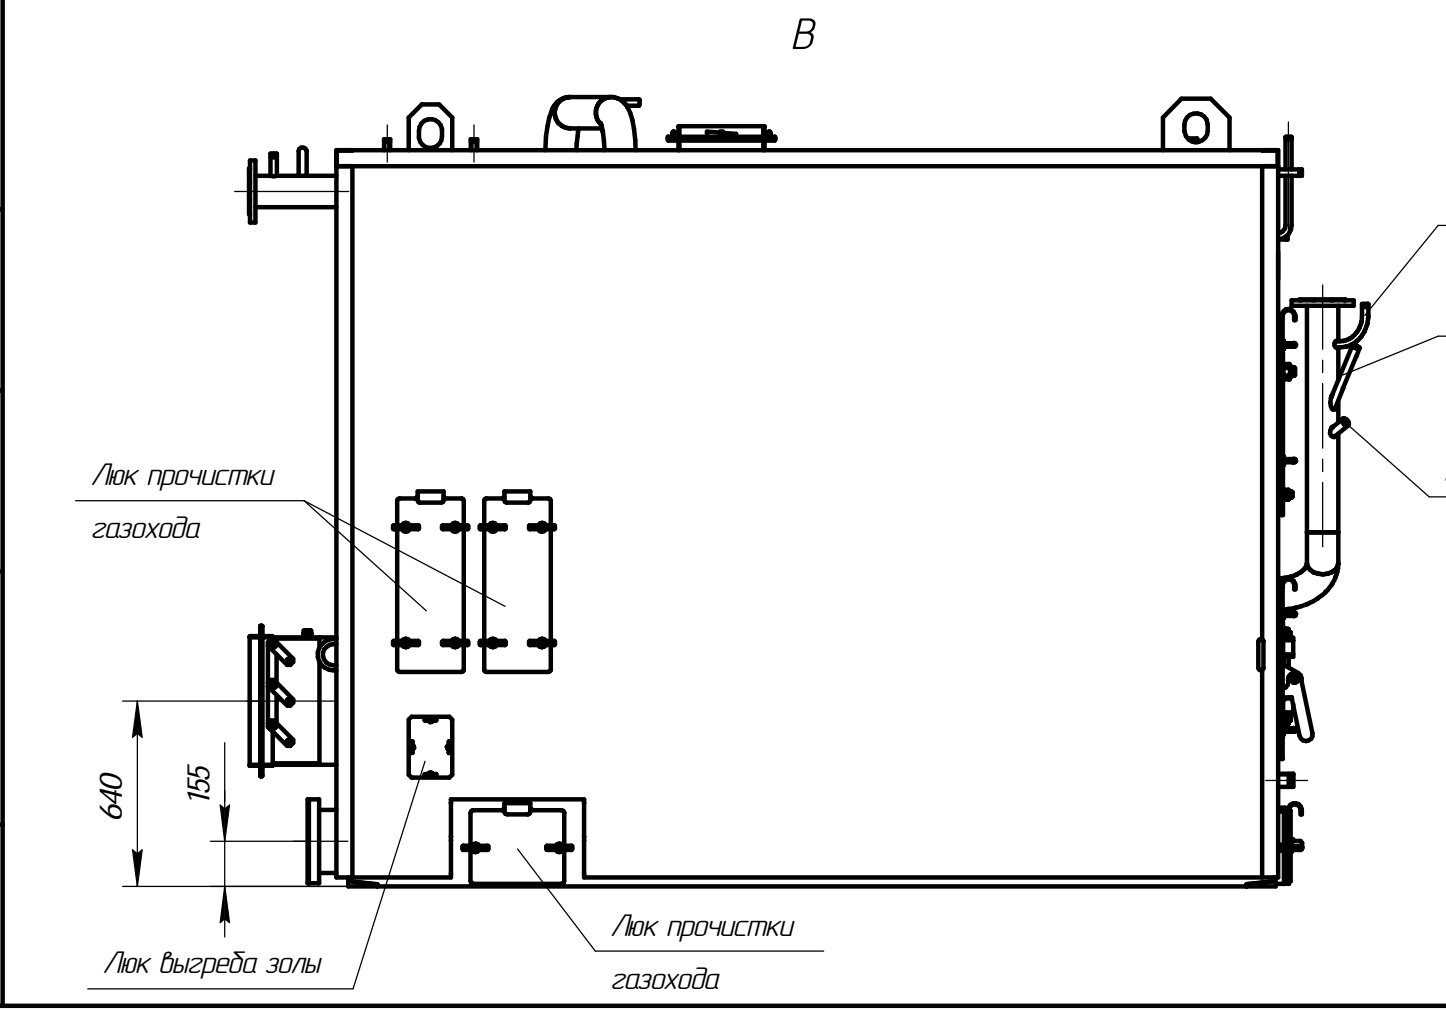 В
Люк прочистки
газохода
640
155
Люк прочистки
газохода
Люк выгреба золы